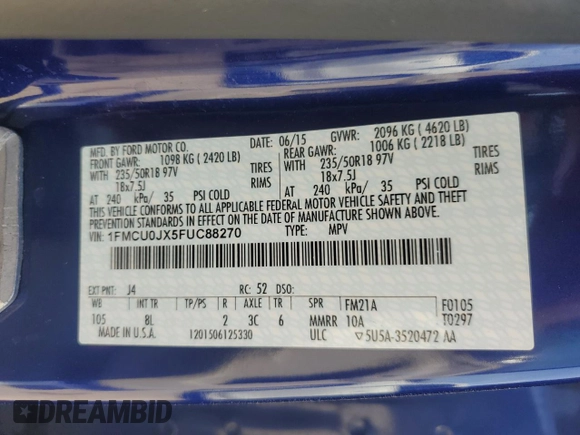 MFD. BY FORD MOTOR CO.
DATE: 06/15 GVWR: 2096 KG ( 4620 LB)
FRONT GAWR: 1098 KG ( 2420 LB) REAR GAWR: 1006 KG ( 2218 LB)
WITH 235/50R18 97V TIRES WITH 235/50R18 97V TIRES
18x7.5J RIMS 18x7.5J RIMS
AT 240 kPa/ 35 PSI COLD AT 240 kPa/ 35 PSI COLD
THIS VEHICLE CONFORMS TO ALL APPLICABLE FEDERAL MOTOR VEHICLE SAFETY AND THEFT
PREVENTION STANDARDS IN EFFECT ON THE DATE OF MANUFACTURE SHOWN ABOVE.
VIN: 1FMCU0JX5FUC88270 TYPE: MPV
EXT PNT: J4 RC: 52 DSO:
WB INT TR TP/PS R AXLE TR SPR FM21A F0105
105 8L 2 3C 6 MMRR 10A T0297
MADE IN U.S.A. 1201506125330 ULC ▽5U5A-3520472 AA
DREAMBID